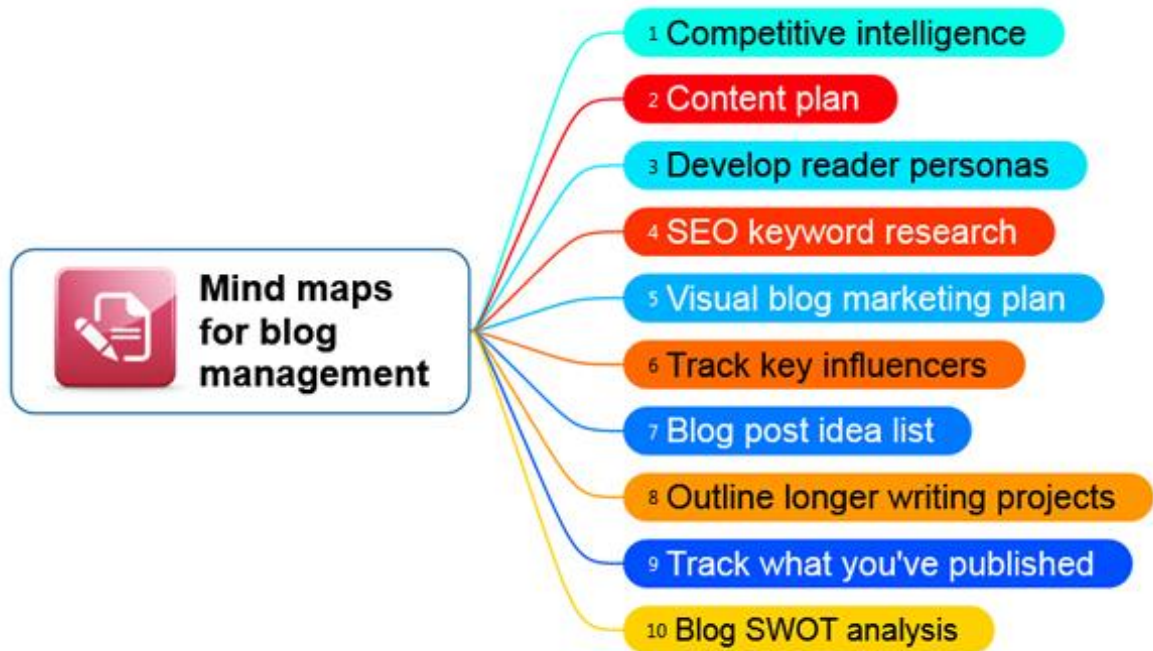 Mind maps
for blog
management
1 Competitive intelligence
2 Content plan
3 Develop reader personas
4 SEO keyword research
5 Visual blog marketing plan
6 Track key influencers
7 Blog post idea list
8 Outline longer writing projects
9 Track what you've published
10 Blog SWOT analysis